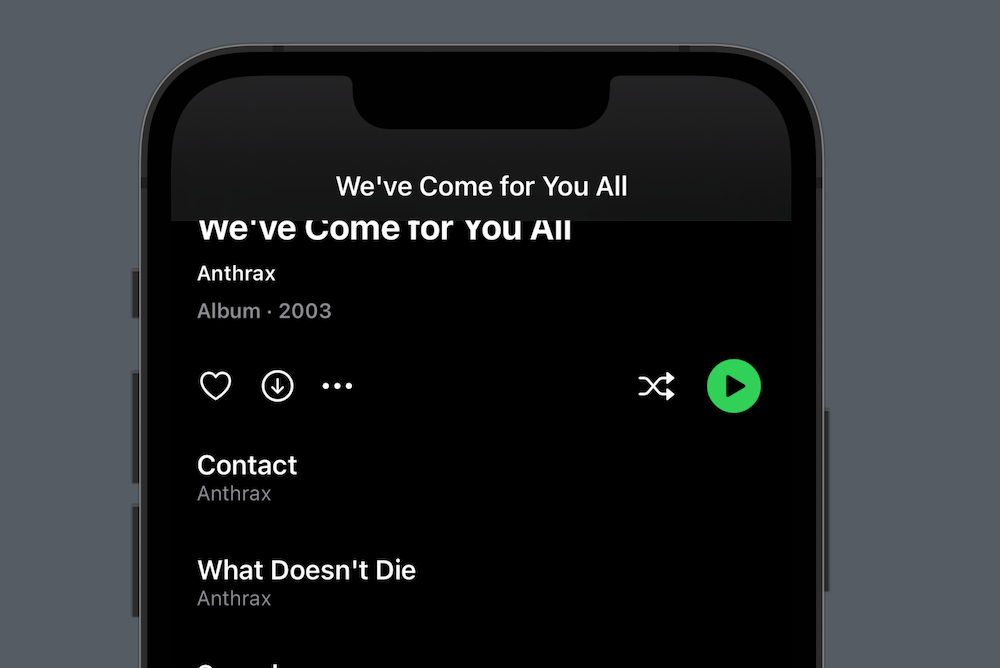 We've Come for You All
We've Come for You All
Anthrax
Album · 2003
Contact
Anthrax
What Doesn't Die
Anthrax